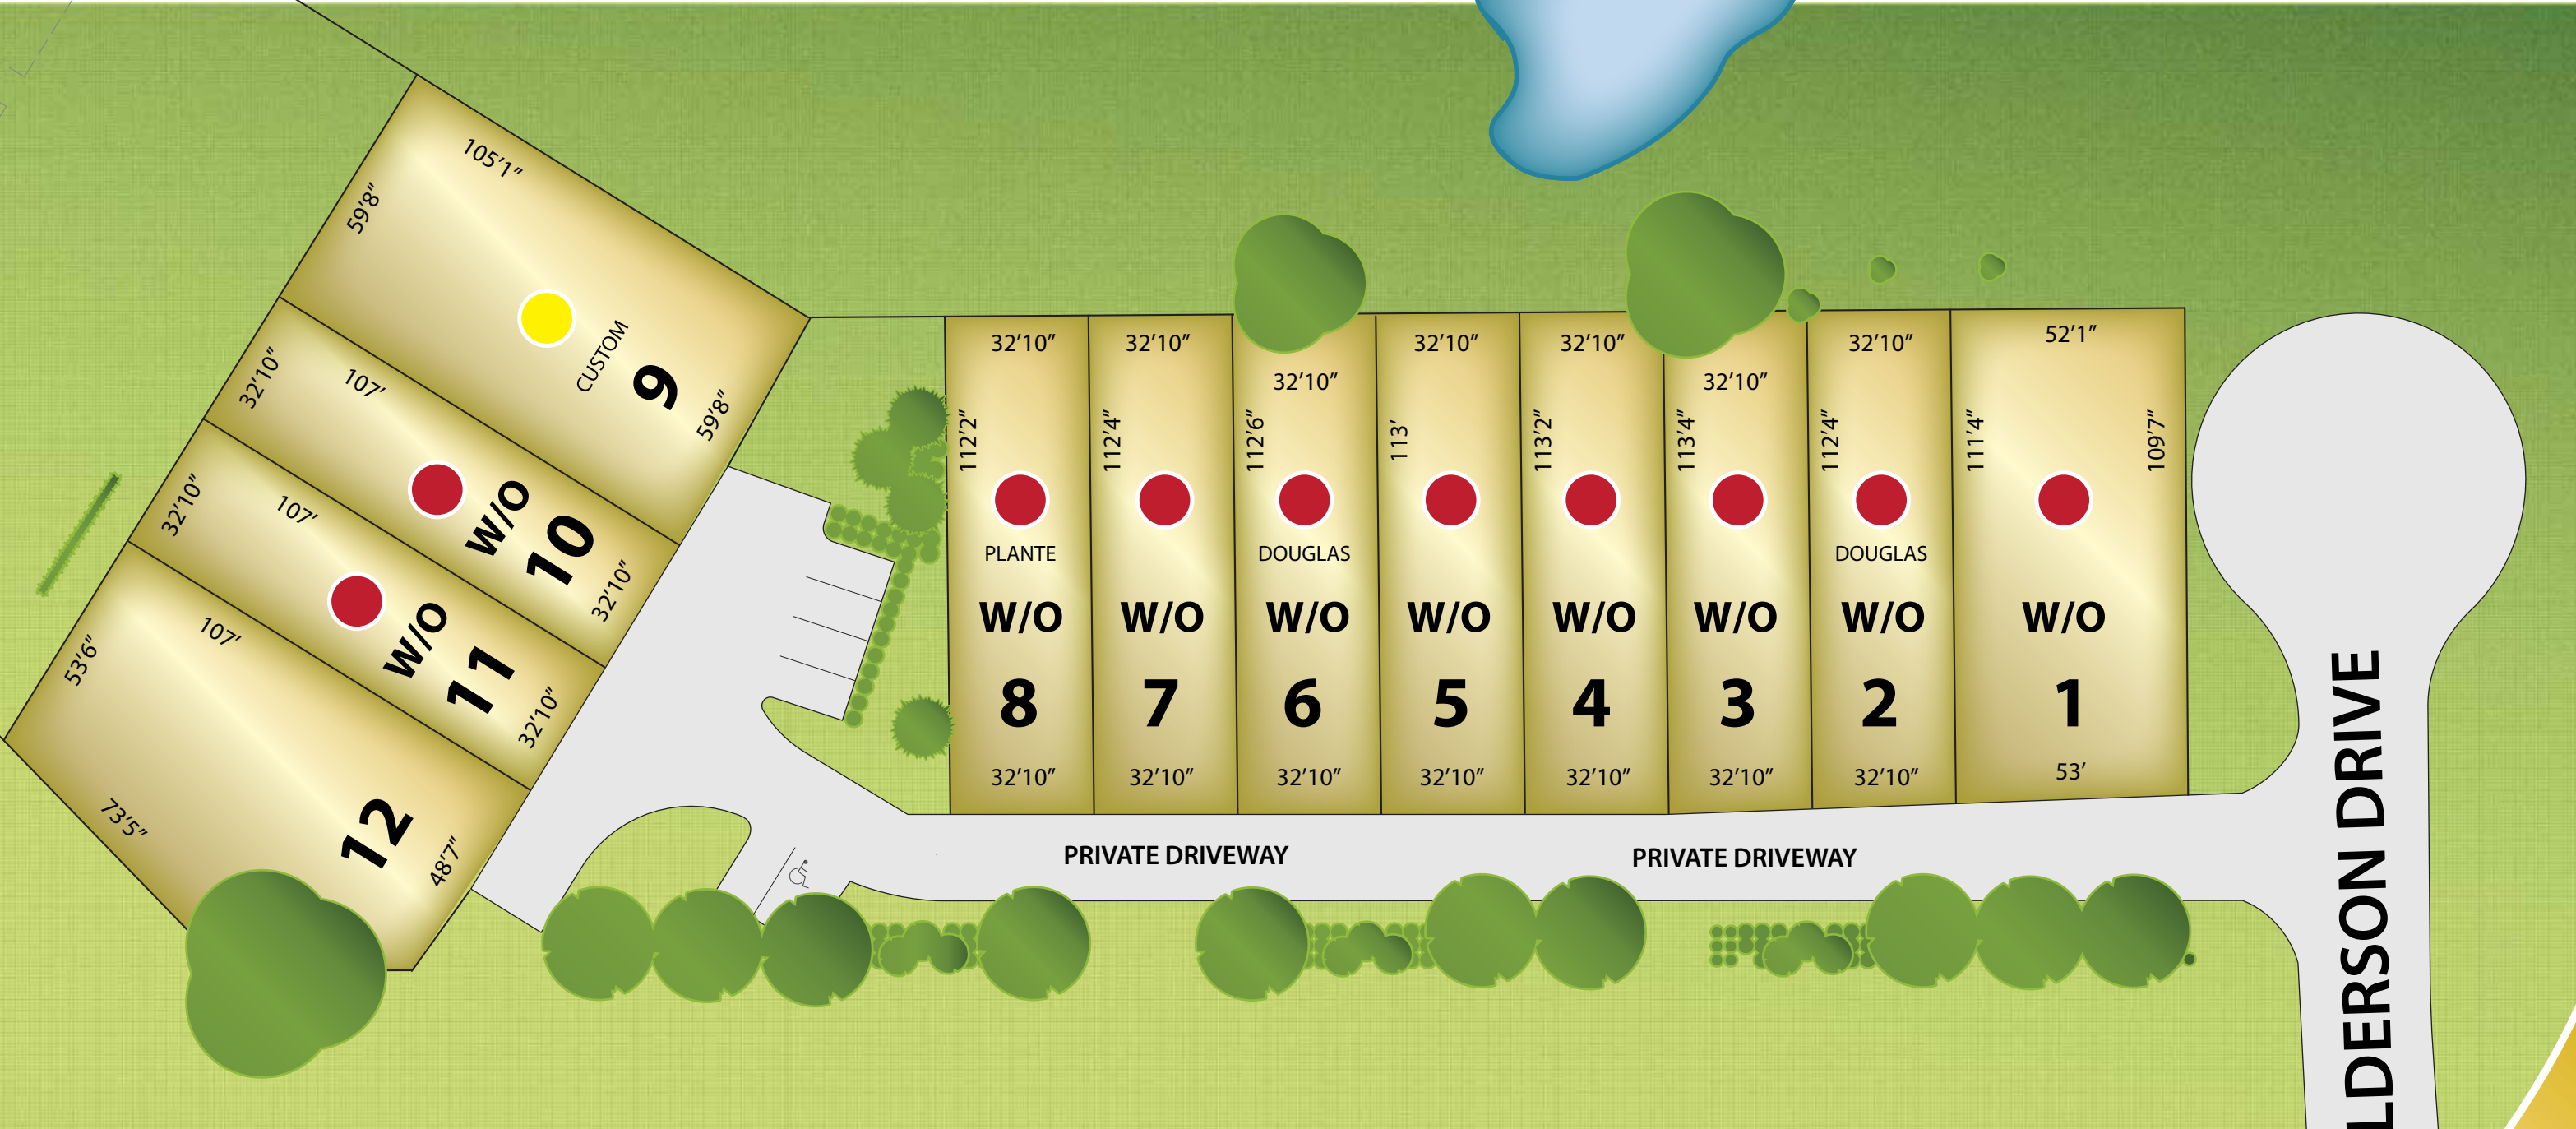 105’1”
59’8”
CUSTOM
9
59’8”
32’10”
107’
W/O
10
32’10”
32’10”
107’
W/O
11
32’10”
53’6”
107’
12
73’5”
48’7”
32’10”
112’2”
PLANTE
W/O
8
32’10”
32’10”
112’4”
W/O
7
32’10”
32’10”
112’6”
DOUGLAS
W/O
6
32’10”
32’10”
113’
W/O
5
32’10”
32’10”
113’2”
W/O
4
32’10”
32’10”
113’4”
W/O
3
32’10”
32’10”
112’4”
DOUGLAS
W/O
2
32’10”
52’1”
111’4”
109’7”
W/O
1
53’
PRIVATE DRIVEWAY
PRIVATE DRIVEWAY
LDERSON DRIVE